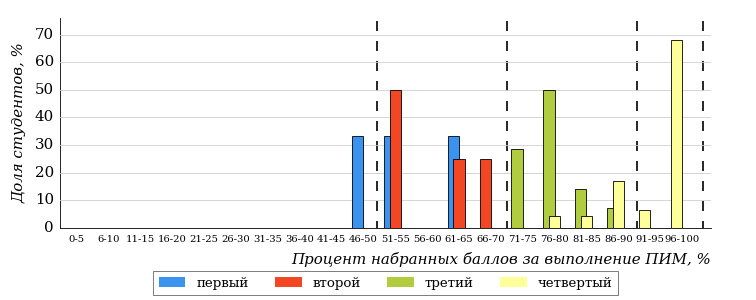 Доля студентов, %
70
60
50
40
30
20
10
0
0-5 6-10 11-15 16-20 21-25 26-30 31-35 36-40 41-45 46-50 51-55 56-60 61-65 66-70 71-75 76-80 81-85 86-90 91-95 96-100
Процент набранных баллов за выполнение ПИМ, %
первый второй третий четвертый